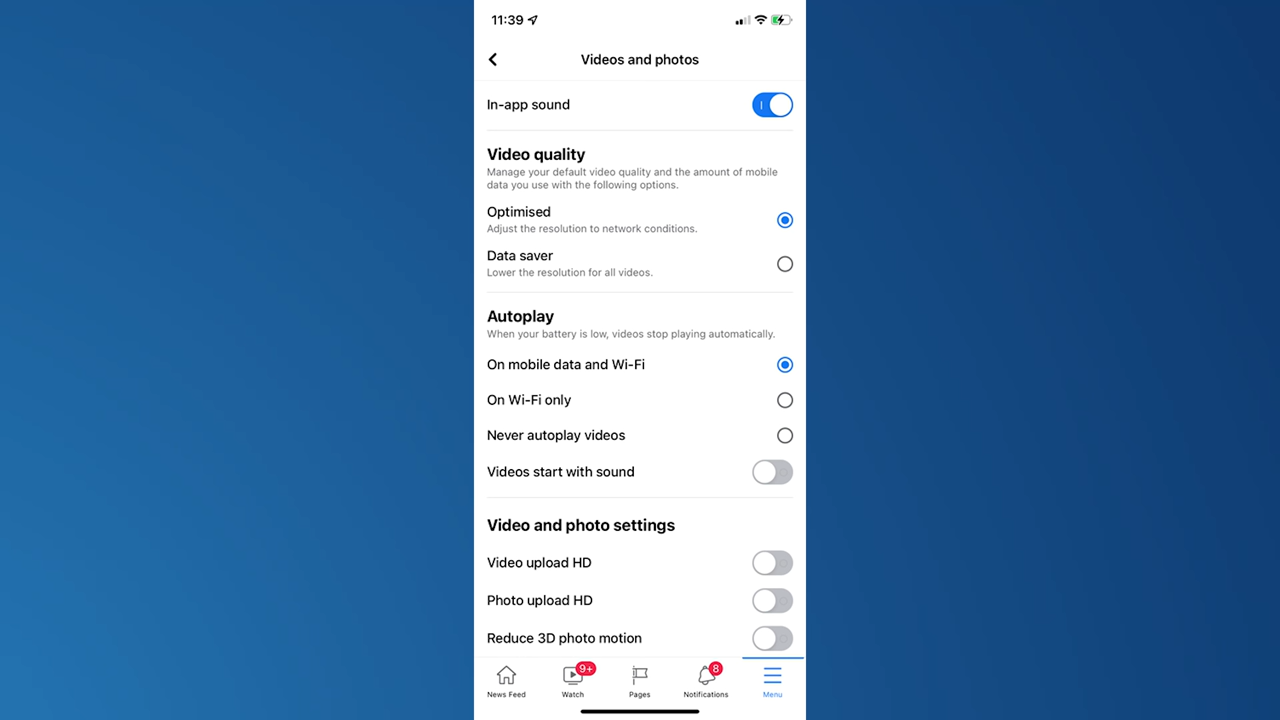 11:39
Videos and photos
In-app sound
Video quality
Manage your default video quality and the amount of mobile
data you use with the following options.
Optimised
Adjust the resolution to network conditions.
Data saver
Lower the resolution for all videos.
Autoplay
When your battery is low, videos stop playing automatically.
On mobile data and Wi-Fi
On Wi-Fi only
Never autoplay videos
Videos start with sound
Video and photo settings
Video upload HD
Photo upload HD
Reduce 3D photo motion
9+ 8
News Feed Watch Pages Notifications Menu